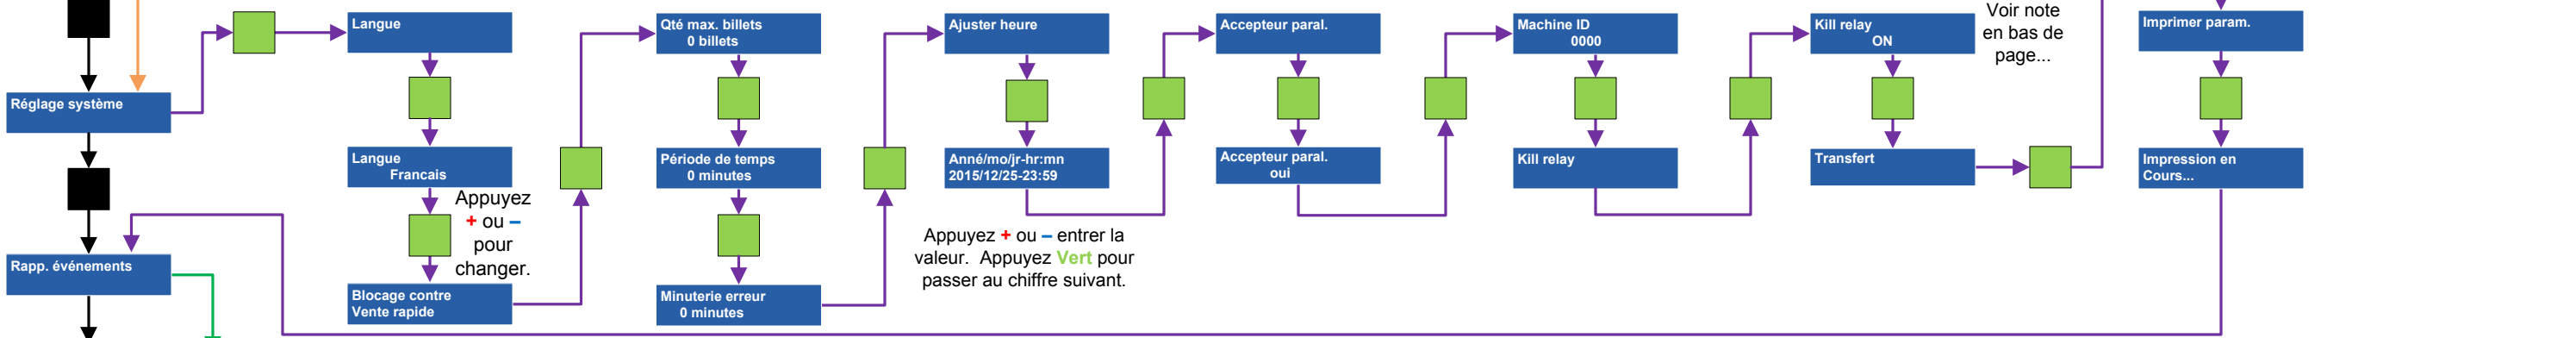 Réglage système
Rapp. événements
Langue
Langue
Francais
Appuyez
+ ou –
pour
changer.
Blocage contre
Vente rapide
Qté max. billets
0 billets
Période de temps
0 minutes
Minuterie erreur
0 minutes
Ajuster heure
Anné/mo/jr-hr:mn
2015/12/25-23:59
Appuyez + ou – entrer la
valeur. Appuyez Vert pour
passer au chiffre suivant.
Accepteur paral.
Accepteur paral.
oui
Machine ID
0000
Kill relay
Kill relay
ON
Transfert
Voir note
en bas de
page...
Imprimer param.
Impression en
Cours...